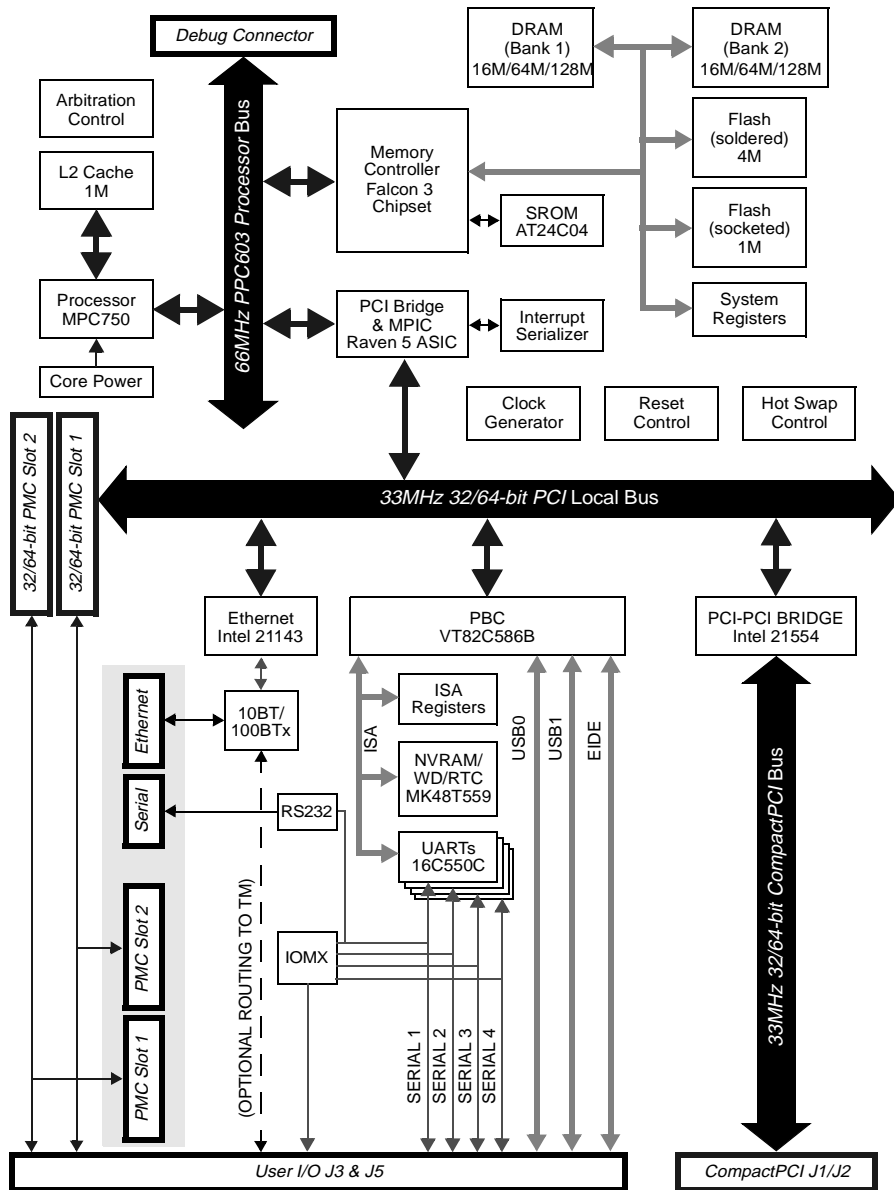 Debug Connector
DRAM
(Bank 1)
16M/64M/128M
DRAM
(Bank 2)
16M/64M/128M
Arbitration
Control
L2 Cache
1M
Processor
MPC750
Core Power
66MHz PPC603 Processor Bus
Memory
Controller
Falcon 3
Chipset
SROM
AT24C04
Flash
(soldered)
4M
Flash
(socketed)
1M
System
Registers
PCI Bridge
& MPIC
Raven 5 ASIC
Interrupt
Serializer
Clock
Generator
Reset
Control
Hot Swap
Control
32/64-bit PMC Slot 2
32/64-bit PMC Slot 1
33MHz 32/64-bit PCI Local Bus
Ethernet
Intel 21143
PBC
VT82C586B
PCI-PCI BRIDGE
Intel 21554
Ethernet
10BT/
100BTx
ISA
ISA
Registers
NVRAM/
WD/RTC
MK48T559
UARTs
16C550C
USB0
USB1
EIDE
Serial
RS232
PMC Slot 2
PMC Slot 1
(OPTIONAL ROUTING TO TM)
IOMX
SERIAL 1
SERIAL 2
SERIAL 3
SERIAL 4
33MHz 32/64-bit CompactPCI Bus
User I/O J3 & J5
CompactPCI J1/J2